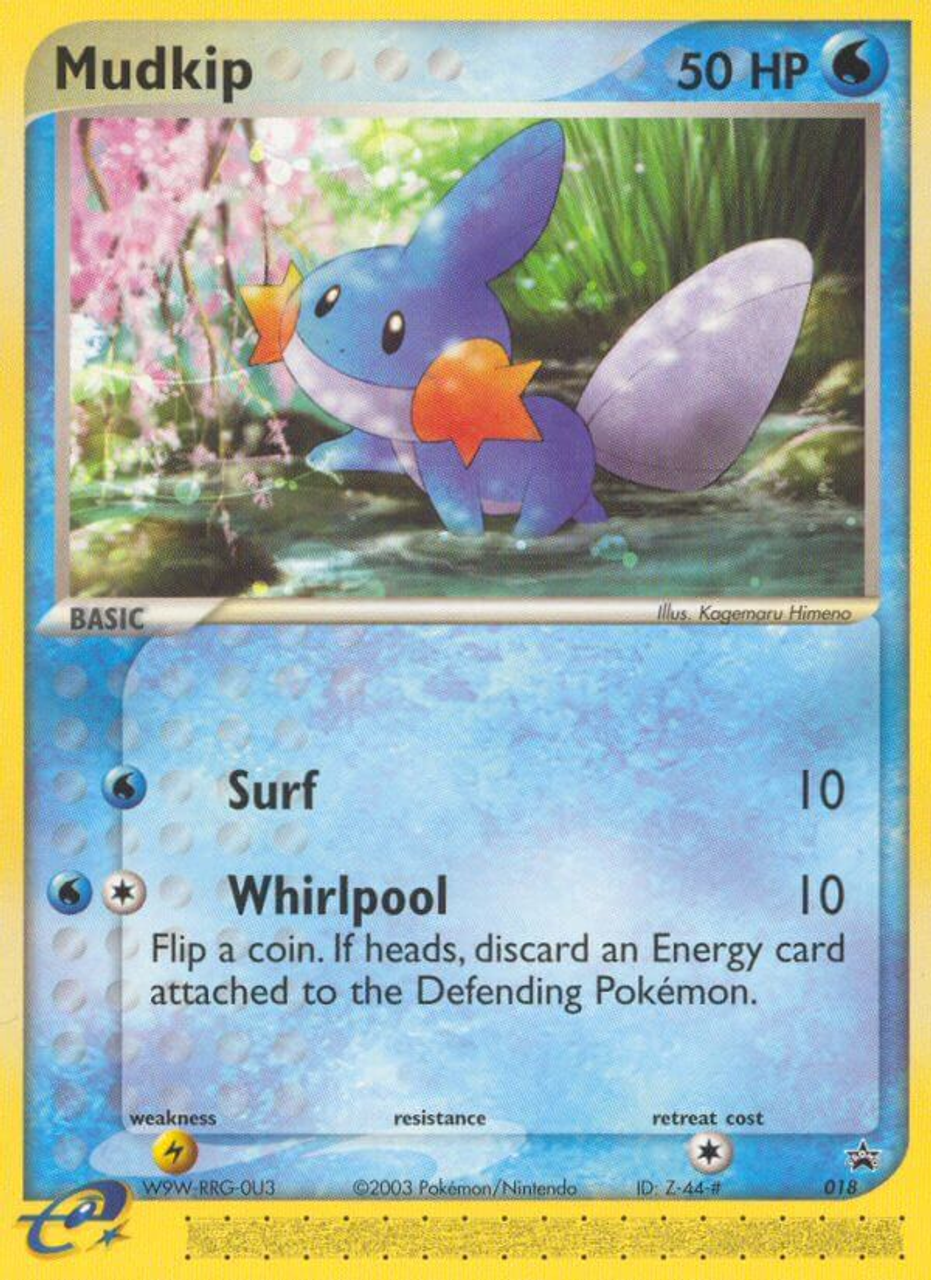 Mudkip 50 HP
BASIC Illus. Kagemaru Himeno
Surf 10
Whirlpool 10
Flip a coin. If heads, discard an Energy card
attached to the Defending Pokémon.
weakness resistance retreat cost
W9W-RRG-0U3 ©2003 Pokémon/Nintendo ID: Z-44-# 018
e